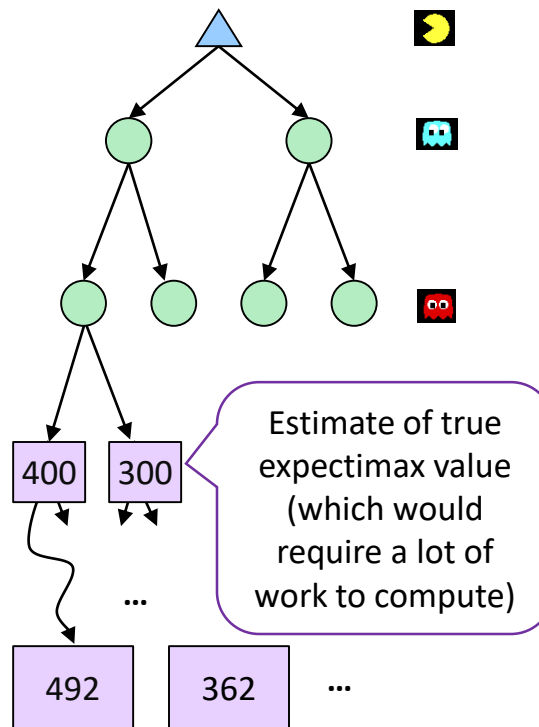 400
300
Estimate of true
expectimax value
(which would
require a lot of
work to compute)
...
492
362
...